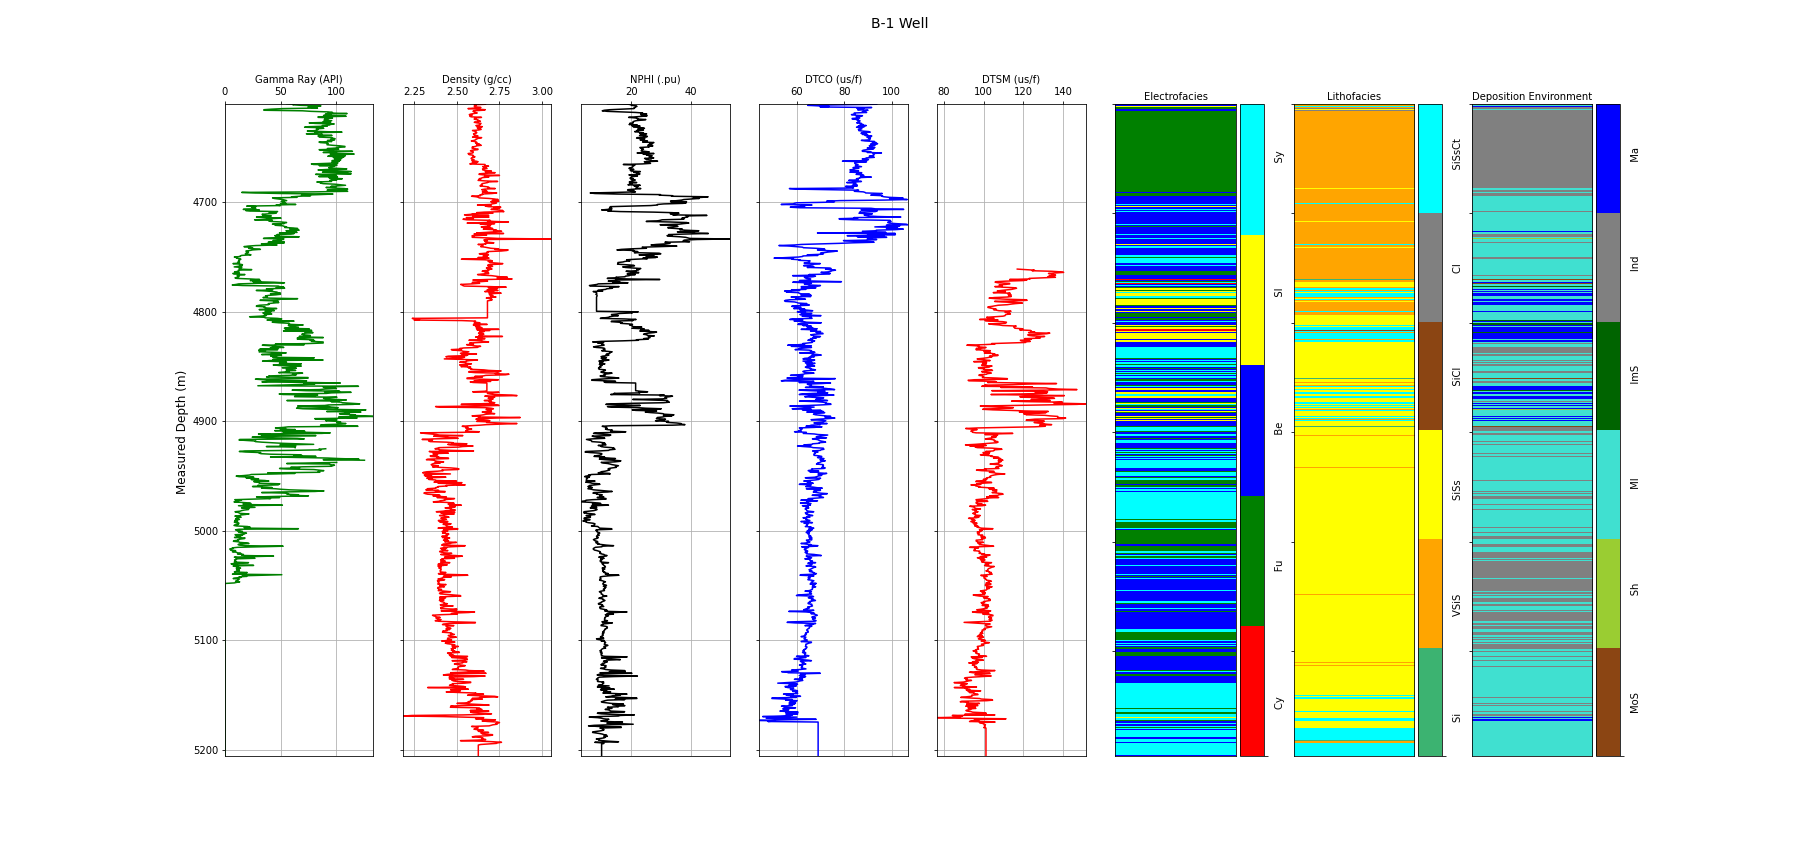 B-1 Well
Gamma Ray (API)
0 50 100
Density (g/cc)
2.25 2.50 2.75 3.00
NPHI (.pu)
20 40
DTCO (us/f)
60 80 100
DTSM (us/f)
80 100 120 140
Electrofacies
Lithofacies
Deposition Environment
Measured Depth (m)
4700
4800
4900
5000
5100
5200
Sy
Sl
Be
Fu
Cy
SiSsCt
Cl
SiCl
SiSs
VSiS
Si
Ma
Ind
ImS
Ml
Sh
MoS